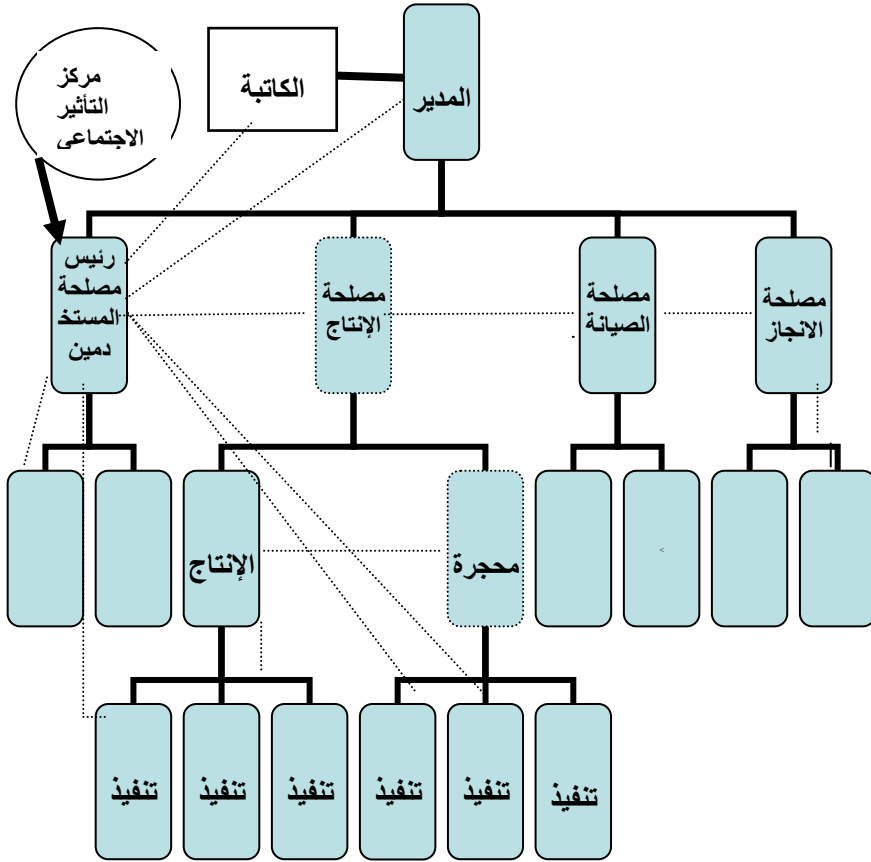 مركز
التأثير
الاجتماعى
الكاتبة
المدير
رئيس
مصلحة
المستخ
دمين
مصلحة
الإنتاج
مصلحة
الصيانة
مصلحة
الانجاز
الإنتاج
محجرة
>
تنفيذ
تنفيذ
تنفيذ
تنفيذ
تنفيذ
تنفيذ